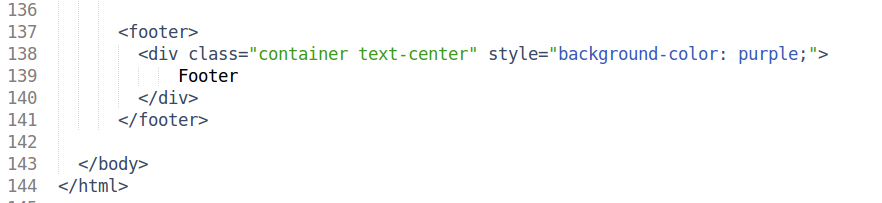 136
137 <footer>
138 <div class="container text-center" style="background-color: purple;">
139 Footer
140 </div>
141 </footer>
142
143 </body>
144 </html>